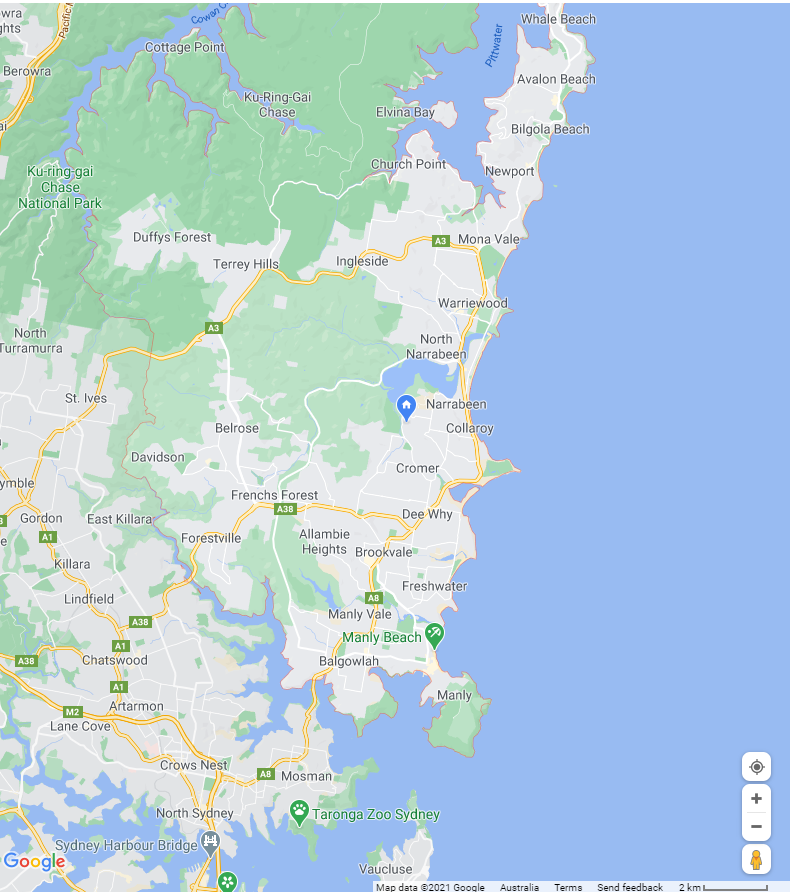 Whale Beach
Cowan C
Pacific
wra
ghts
Cottage Point
Pittwater
Berowra
Avalon Beach
Ku-Ring-Gai
Chase
Elvina Bay
ai
Bilgola Beach
Church Point
Ku-ring-gai
Chase
National Park
Newport
Duffys Forest
A3
Mona Vale
Terrey Hills
Ingleside
Warriewood
A3
North
Turramurra
North
Narrabeen
St. Ives
Narrabeen
Belrose
Collaroy
Davidson
Cromer
ymble
Frenchs Forest
A38
Gordon
East Killara
Dee Why
3
A1
Forestville
Allambie
Heights
e
Brookvale
Killara
Freshwater
Lindfield
A8
Manly Vale
A38
Manly Beach
A1
A38
Chatswood
Balgowlah
A1
Manly
Artarmon
M2
Lane Cove
Crows Nest
A8
Mosman
North Sydney
Taronga Zoo Sydney
Sydney Harbour Bridge
Google
Vaucluse
Map data ©2021 Google Australia Terms Send feedback 2 km